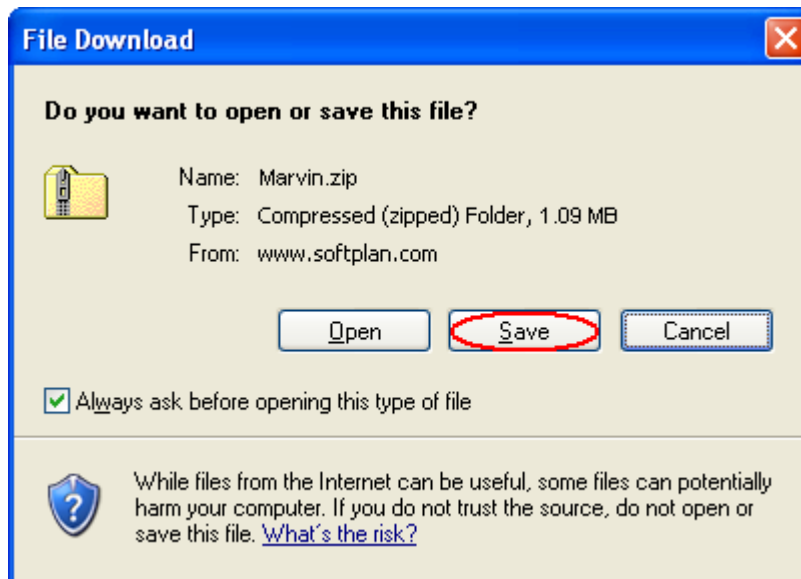 File Download
Do you want to open or save this file?
Name: Marvin.zip
Type: Compressed (zipped) Folder, 1.09 MB
From: www.softplan.com
Open Save Cancel
Always ask before opening this type of file
While files from the Internet can be useful, some files can potentially
harm your computer. If you do not trust the source, do not open or
save this file. What's the risk?